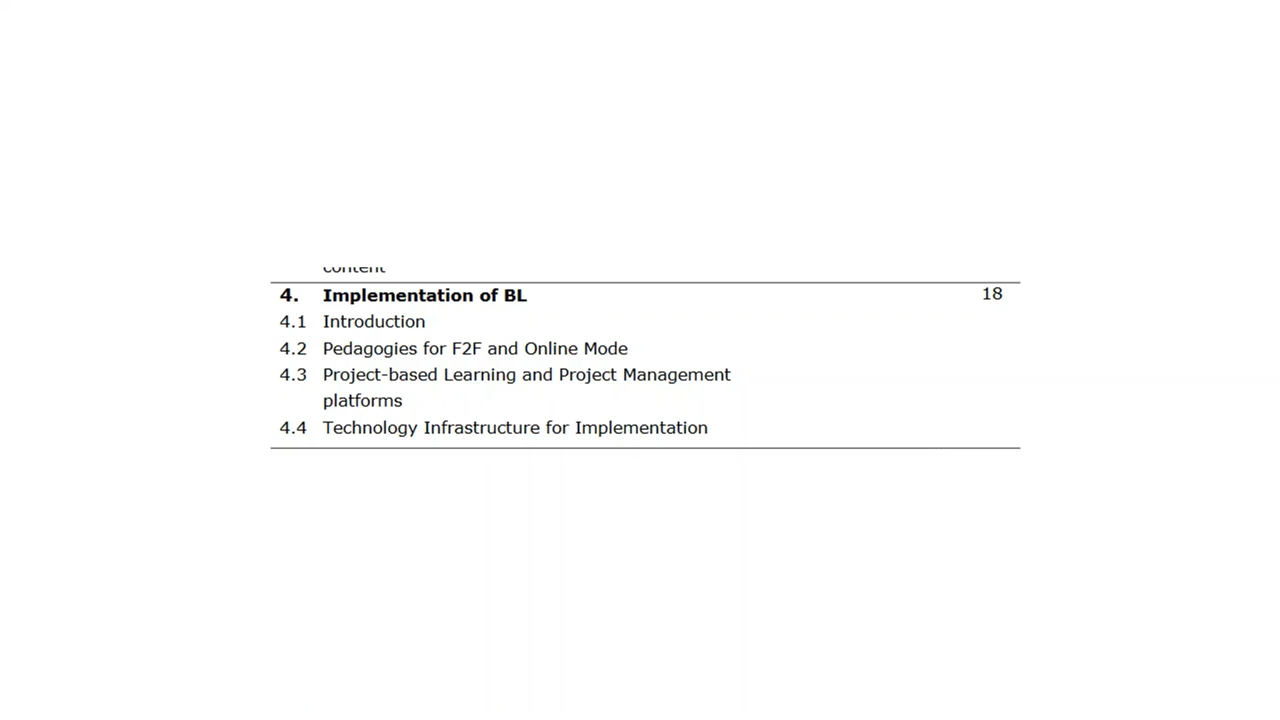 content
4. Implementation of BL 18
4.1 Introduction
4.2 Pedagogies for F2F and Online Mode
4.3 Project-based Learning and Project Management
platforms
4.4 Technology Infrastructure for Implementation